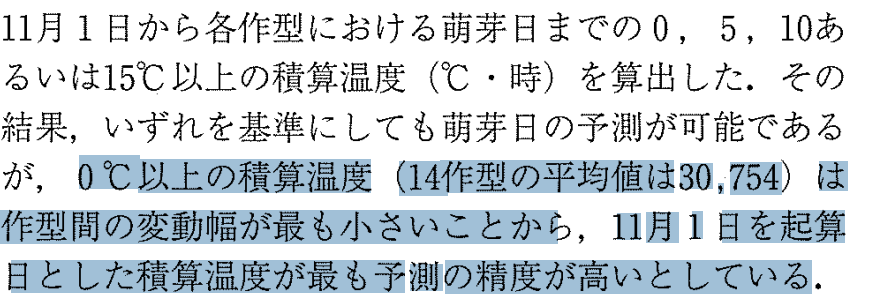 11月1日から各作型における萌芽日までの0，5，10あ
るいは15℃以上の積算温度（℃・時）を算出した．その
結果，いずれを基準にしても萌芽日の予測が可能である
が，0℃以上の積算温度（14作型の平均値は30,754）は
作型間の変動幅が最も小さいことから，11月1日を起算
日とした積算温度が最も予測の精度が高いとしている．